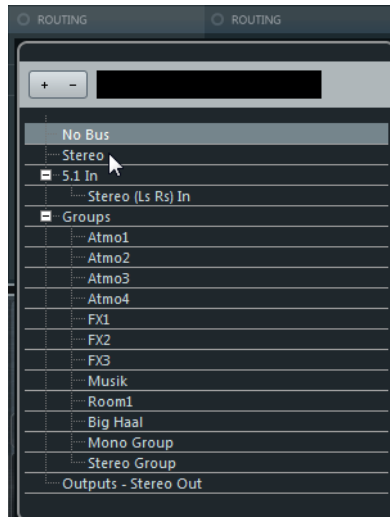 ROUTING ROUTING
+ -
No Bus
Stereo
5.1 In
Stereo (Ls Rs) In
Groups
Atmo1
Atmo2
Atmo3
Atmo4
FX1
FX2
FX3
Musik
Room1
Big Haal
Mono Group
Stereo Group
Outputs - Stereo Out